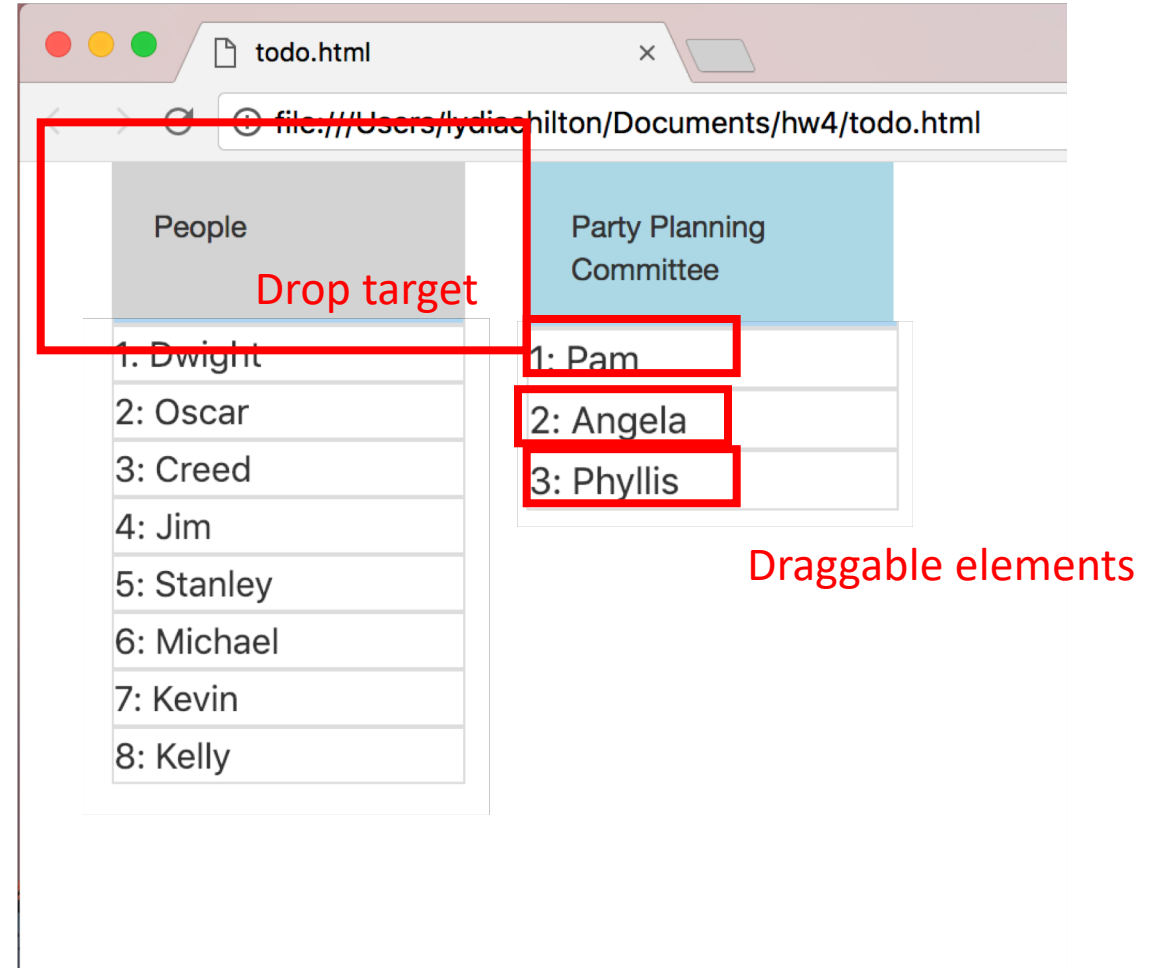 todo.html
file:///Users/lydiachilton/Documents/hw4/todo.html
People
Drop target
1: Dwight
2: Oscar
3: Creed
4: Jim
5: Stanley
6: Michael
7: Kevin
8: Kelly
Party Planning
Committee
1: Pam
2: Angela
3: Phyllis
Draggable elements